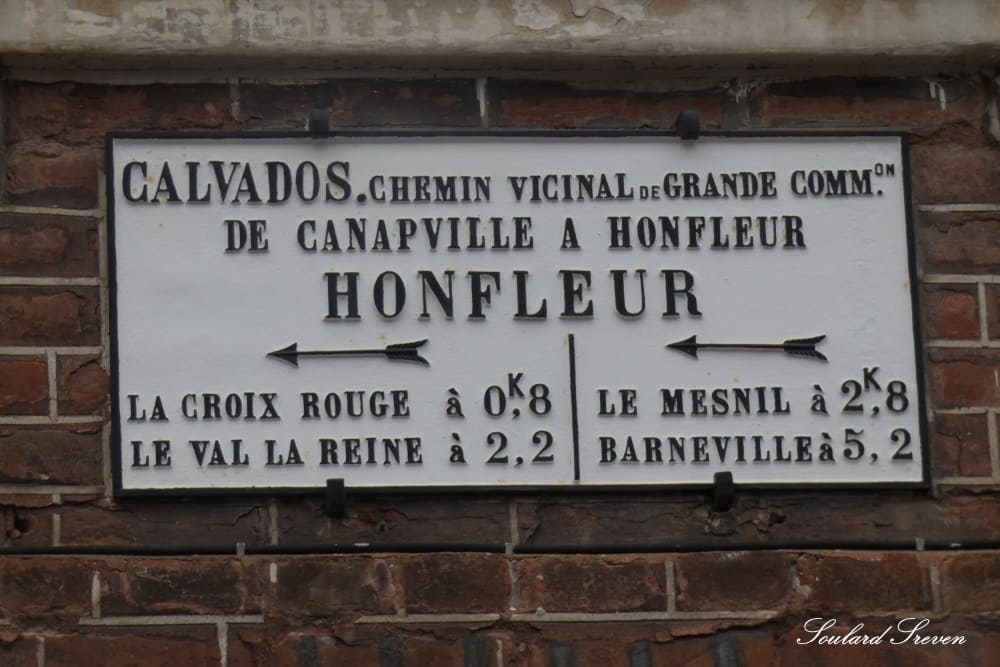 CALVADOS. CHEMIN VICINAL DE GRANDE COMM.ON
DE CANAPVILLE A HONFLEUR
HONFLEUR
LA CROIX ROUGE à 0,K8
LE VAL LA REINE à 2,2
LE MESNIL à 2,K8
BARNEVILLE à 5,2
Soulard Sreven